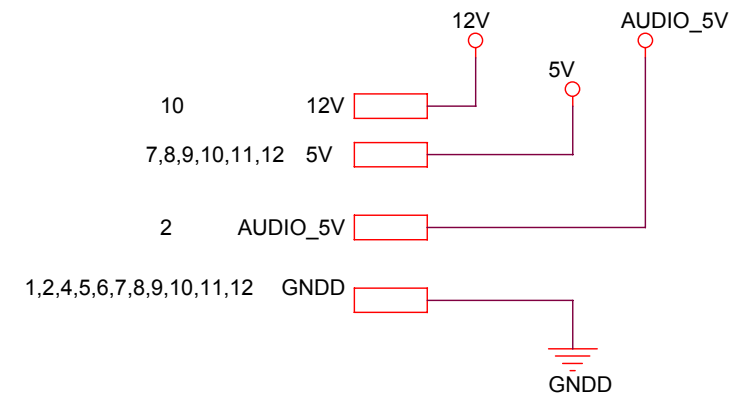 12V
AUDIO_5V
5V
10 12V
7,8,9,10,11,12 5V
2 AUDIO_5V
1,2,4,5,6,7,8,9,10,11,12 GNDD
GNDD